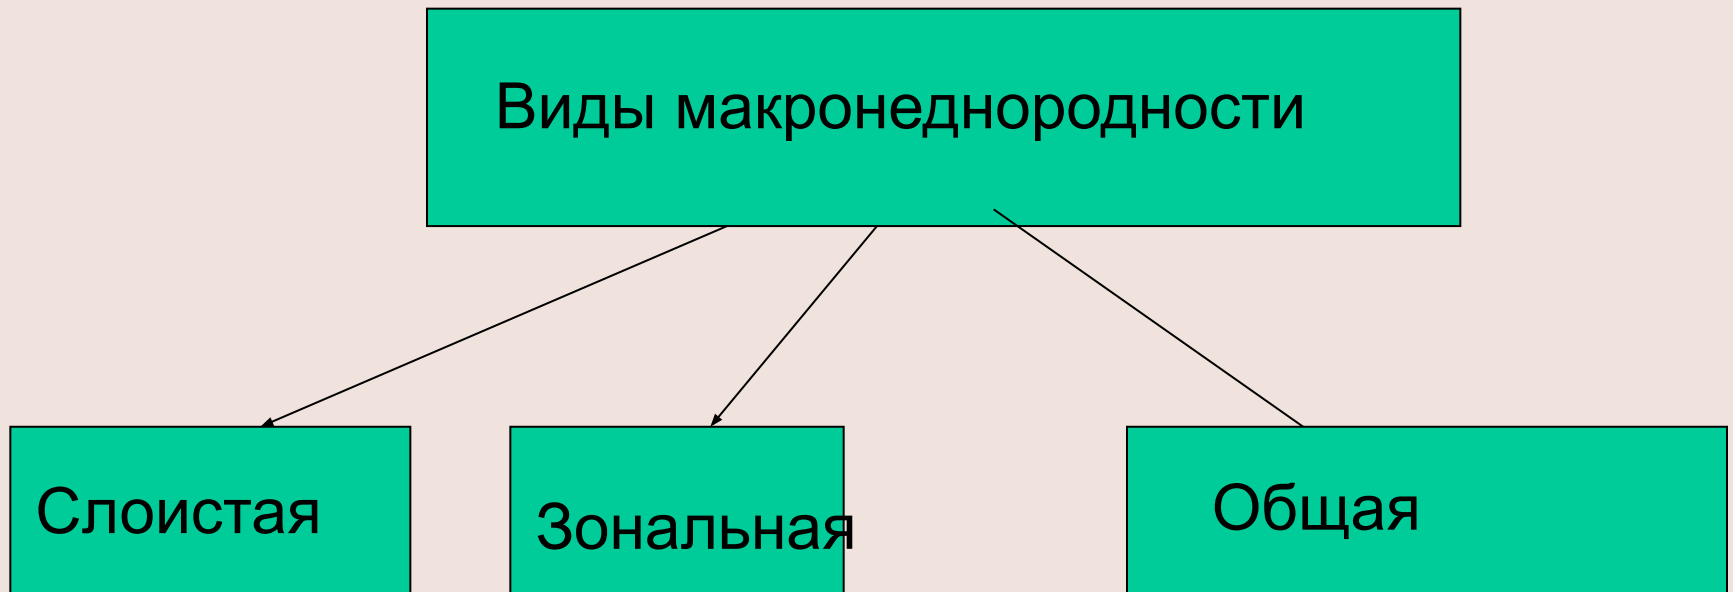 Виды макронеднородности
Слоистая
Зональная
Общая